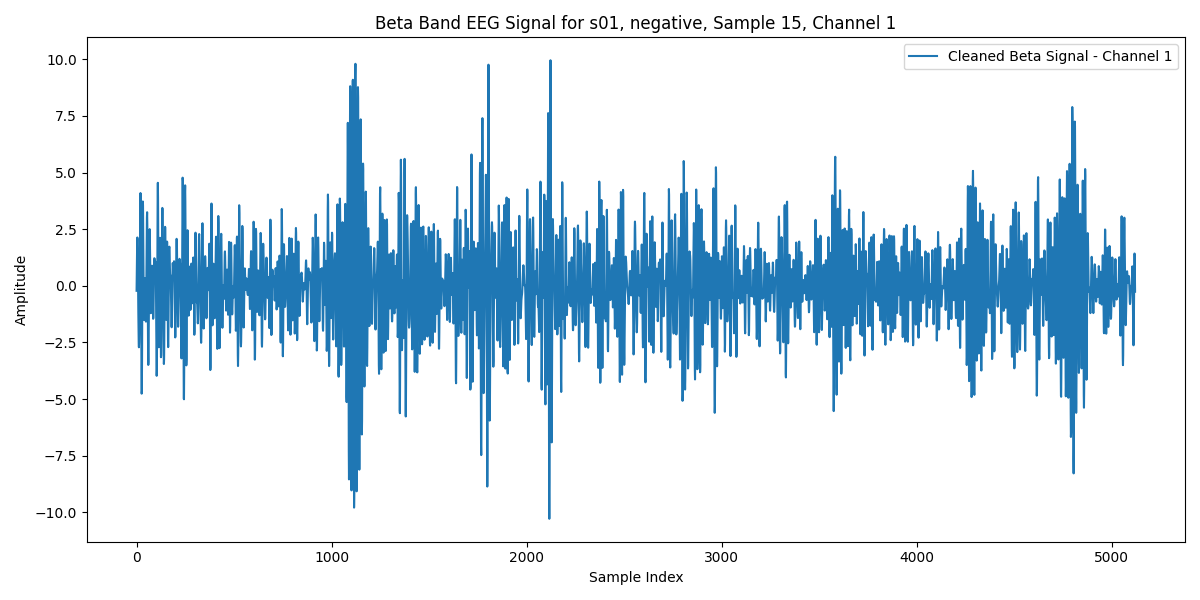 Beta Band EEG Signal for s01, negative, Sample 15, Channel 1
Cleaned Beta Signal - Channel 1
10.0
7.5
5.0
2.5
0.0
−2.5
−5.0
−7.5
−10.0
Amplitude
0 1000 2000 3000 4000 5000
Sample Index